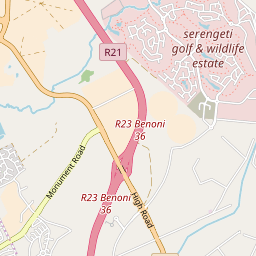 serengeti
golf & wildlife
estate
R21
R23 Benoni
36
Monument Road
R23 Benoni
36
High Road